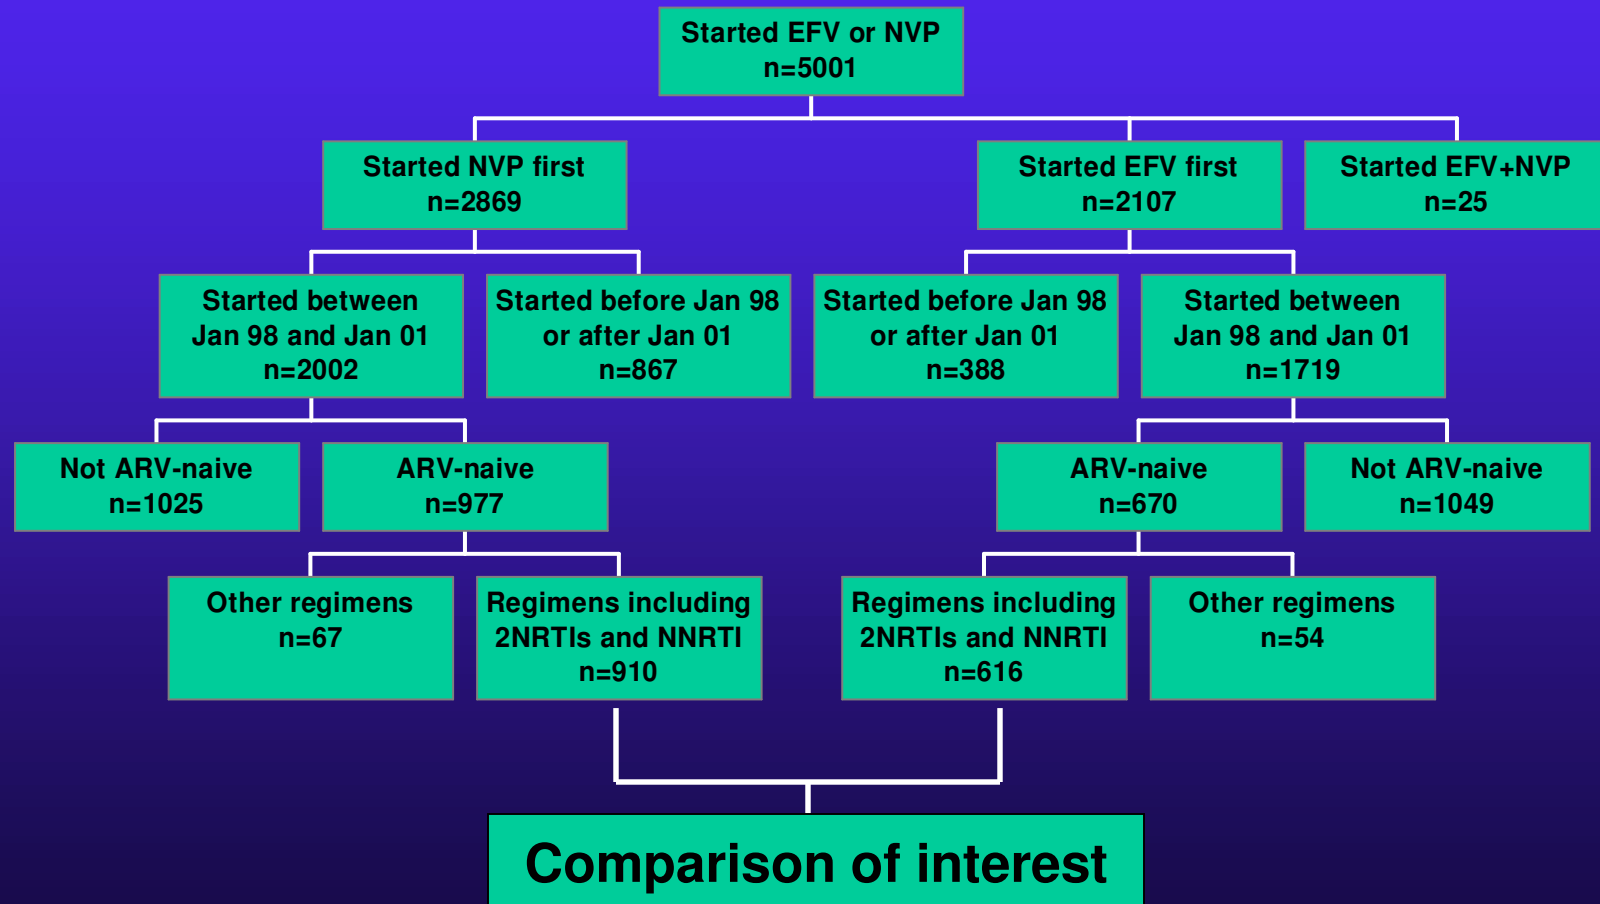 Started EFV or NVP
n=5001
Started NVP first
n=2869
Started EFV first
n=2107
Started EFV+NVP
n=25
Started between
Jan 98 and Jan 01
n=2002
Started before Jan 98
or after Jan 01
n=867
Started before Jan 98
or after Jan 01
n=388
Started between
Jan 98 and Jan 01
n=1719
Not ARV-naive
n=1025
ARV-naive
n=977
ARV-naive
n=670
Not ARV-naive
n=1049
Other regimens
n=67
Regimens including
2NRTIs and NNRTI
n=910
Regimens including
2NRTIs and NNRTI
n=616
Other regimens
n=54
Comparison of interest